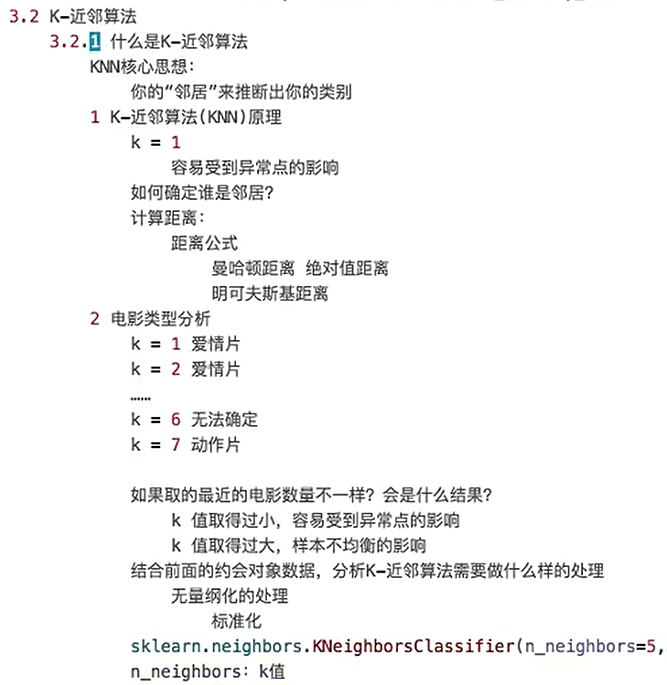 3.2 K-近邻算法
3.2.1 什么是K-近邻算法
KNN核心思想：
你的“邻居”来推断出你的类别
1 K-近邻算法(KNN)原理
k = 1
容易受到异常点的影响
如何确定谁是邻居？
计算距离：
距离公式
曼哈顿距离 绝对值距离
明可夫斯基距离
2 电影类型分析
k = 1 爱情片
k = 2 爱情片
……
k = 6 无法确定
k = 7 动作片
如果取的最近的电影数量不一样？会是什么结果？
k 值取得过小，容易受到异常点的影响
k 值取得过大，样本不均衡的影响
结合前面的约会对象数据，分析K-近邻算法需要做什么样的处理
无量纲化的处理
标准化
sklearn.neighbors.KNeighborsClassifier(n_neighbors=5,
n_neighbors：k值